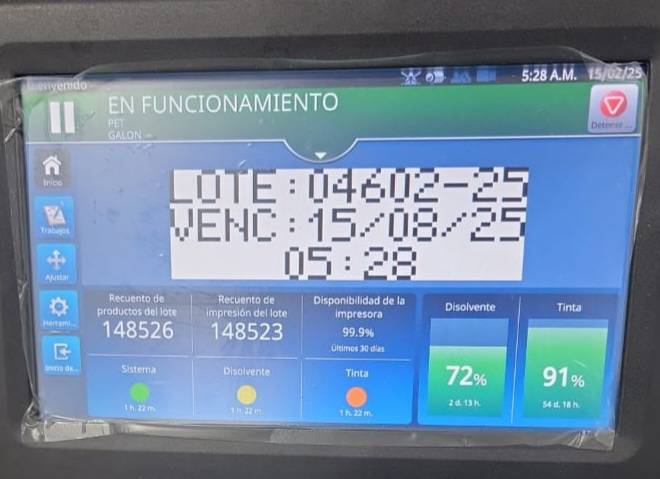 Bienvenido
5:28 A.M. 15/02/25
EN FUNCIONAMIENTO
PET
GALON
Detener ...
Inicio
Trabajos
Ajustar
Herrami...
Inicio de...
LOTE:04602-25
VENC:15/08/25
05:28
Recuento de productos del lote
148526
Recuento de impresión del lote
148523
Disponibilidad de la impresora
99.9%
Últimos 30 días
Sistema
1 h. 22 m.
Disolvente
1 h. 22 m.
Tinta
1 h. 22 m.
Disolvente
72%
2 d. 13 h.
Tinta
91%
54 d. 18 h.